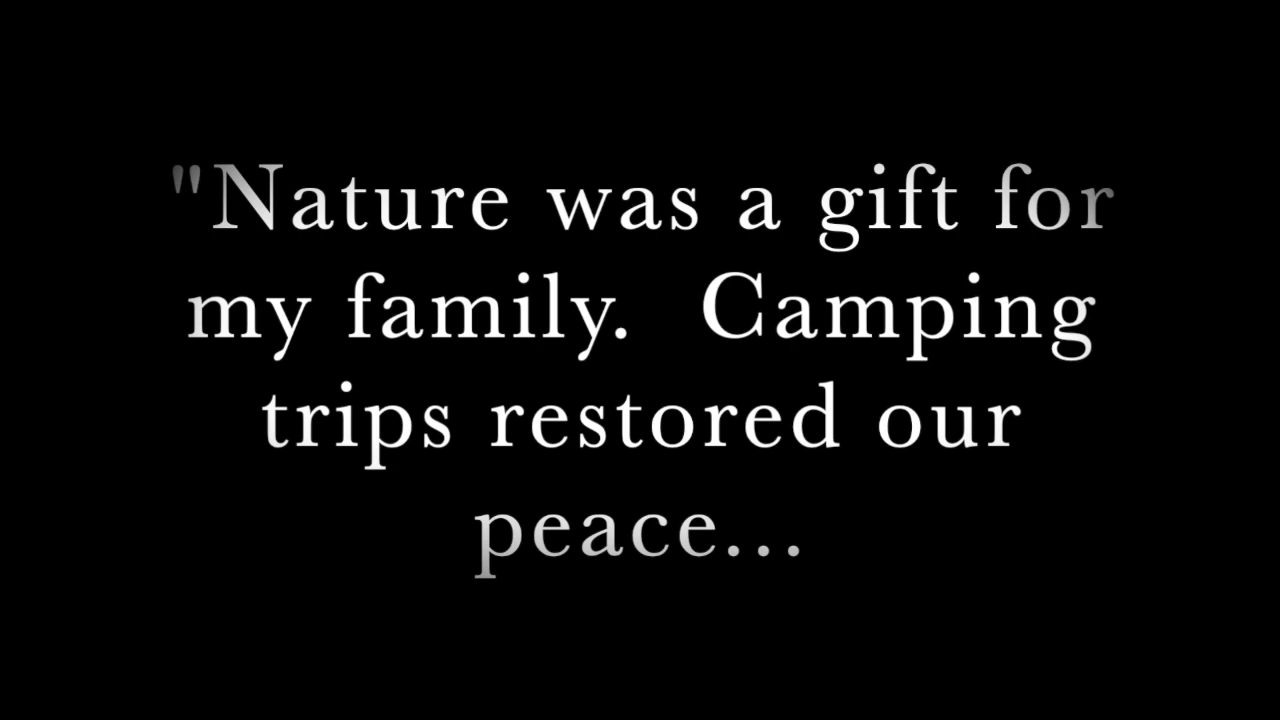 "Nature was a gift for
my family.  Camping
trips restored our
peace...